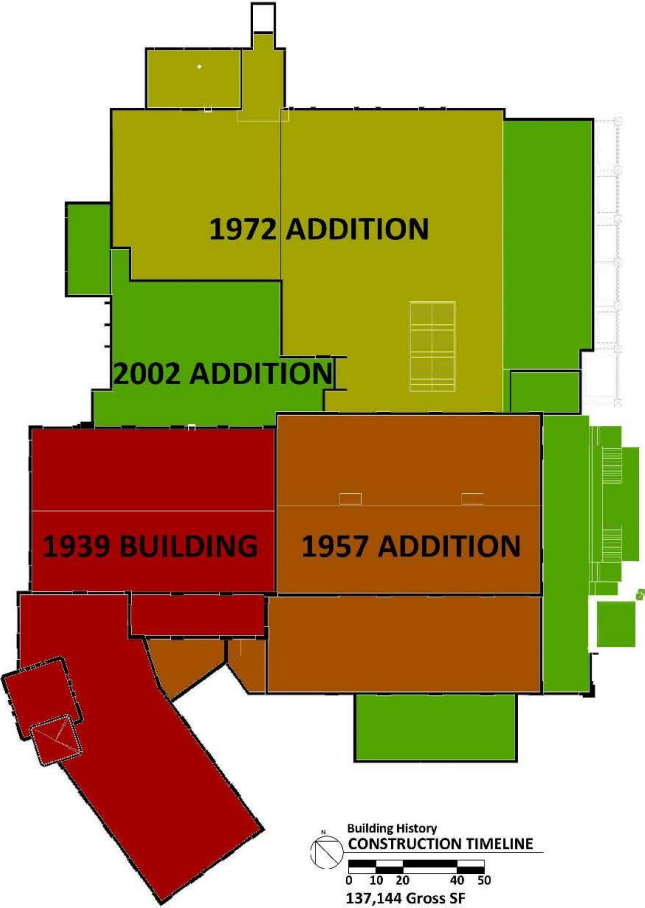 1972 ADDITION
2002 ADDITION
1939 BUILDING
1957 ADDITION
N
Building History
CONSTRUCTION TIMELINE
0 10 20 40 50
137,144 Gross SF